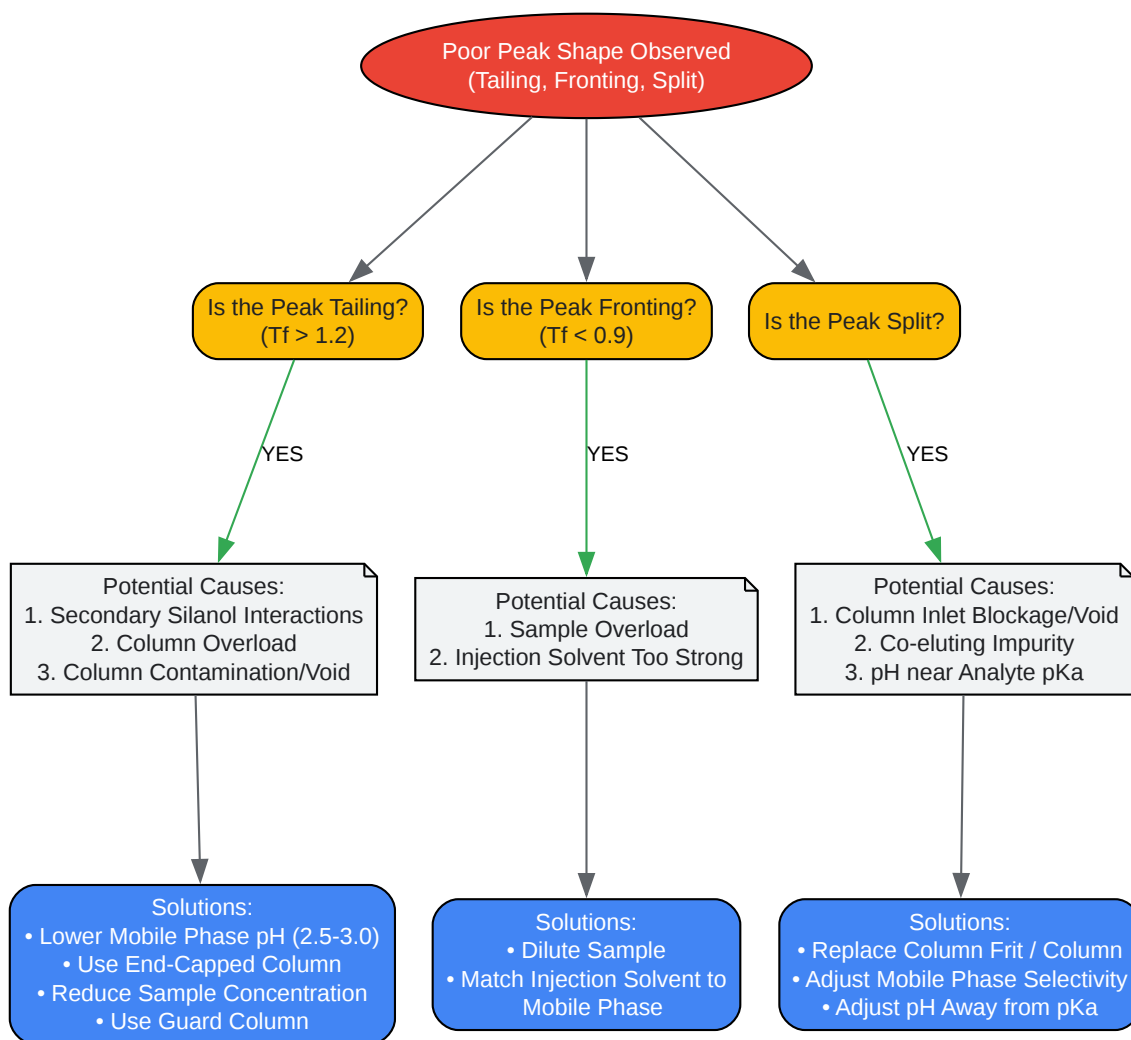 Poor Peak Shape Observed
(Tailing, Fronting, Split)
Is the Peak Tailing?
(Tf > 1.2)
Is the Peak Fronting?
(Tf < 0.9)
Is the Peak Split?
YES
YES
YES
Potential Causes:
1. Secondary Silanol Interactions
2. Column Overload
3. Column Contamination/Void
Potential Causes:
1. Sample Overload
2. Injection Solvent Too Strong
Potential Causes:
1. Column Inlet Blockage/Void
2. Co-eluting Impurity
3. pH near Analyte pKa
Solutions:
• Lower Mobile Phase pH (2.5-3.0)
• Use End-Capped Column
• Reduce Sample Concentration
• Use Guard Column
Solutions:
• Dilute Sample
• Match Injection Solvent to
Mobile Phase
Solutions:
• Replace Column Frit / Column
• Adjust Mobile Phase Selectivity
• Adjust pH Away from pKa